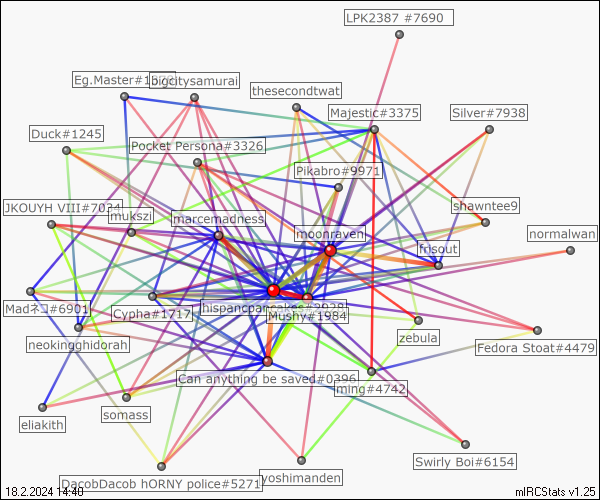 LPK2387 #7690
Eg.Master#1
bigcitysamurai
thesecondtwat
Majestic#3375
Silver#7938
Duck#1245
Pocket Persona#3326
Pikabro#9971
JKOUYH VIII#7024
mukszi
marcemadness
shawntee9
moonraven
frisout
normalwan
Madネコ#6901
Cypha#1717
hispancpancakes#2928
Mushy#1984
neokingghidorah
zebula
Fedora Stoat#4479
Can anything be saved#0396
iming#4742
eliakith
somass
Swirly Boi#6154
DacobDacob hORNY police#5271
yoshimanden
18.2.2024 14:40
mIRCStats v1.25